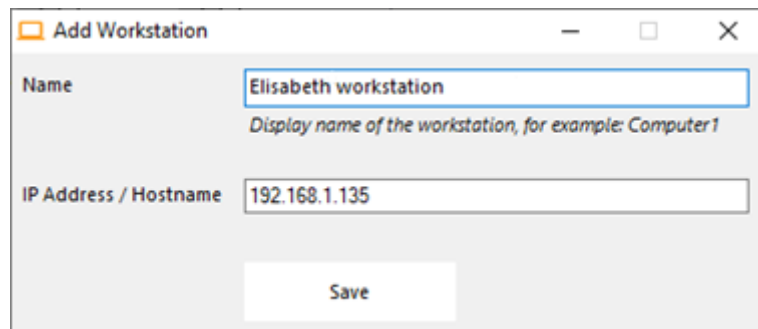 Add Workstation
Name
Elisabeth workstation
Display name of the workstation, for example: Computer1
IP Address / Hostname
192.168.1.135
Save